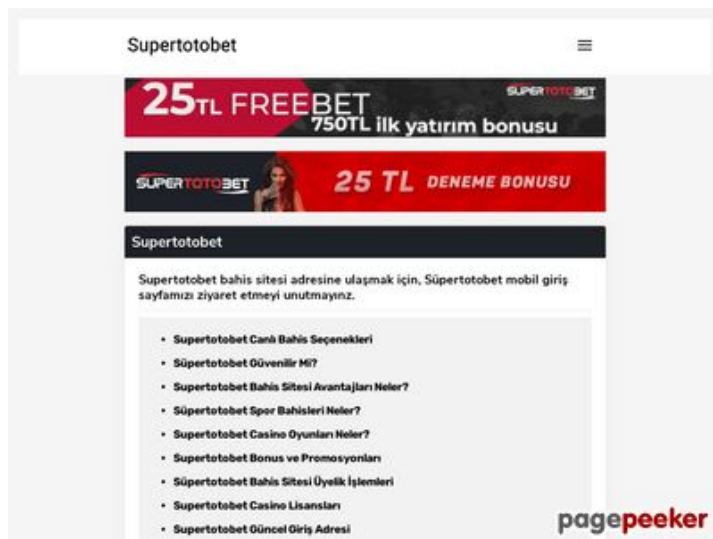 Supertotobet
25TL FREEBET
SUPERTOTOBET
750TL ilk yatırım bonusu
SUPERTOTOBET
25 TL DENEME BONUSU
Supertotobet
Supertotobet bahis sitesi adresine ulaşmak için, Süpertotobet mobil giriş
sayfamızı ziyaret etmeyi unutmayınz.
• Supertotobet Canlı Bahis Seçenekleri
• Süpertotobet Güvenilir Mi?
• Supertotobet Bahis Sitesi Avantajları Neler?
• Süpertotobet Spor Bahisleri Neler?
• Supertotobet Casino Oyunları Neler?
• Supertotobet Bonus ve Promosyonları
• Süpertotobet Bahis Sitesi Üyelik İşlemleri
• Supertotobet Casino Lisansları
• Supertotobet Güncel Giriş Adresi
pagepeeker